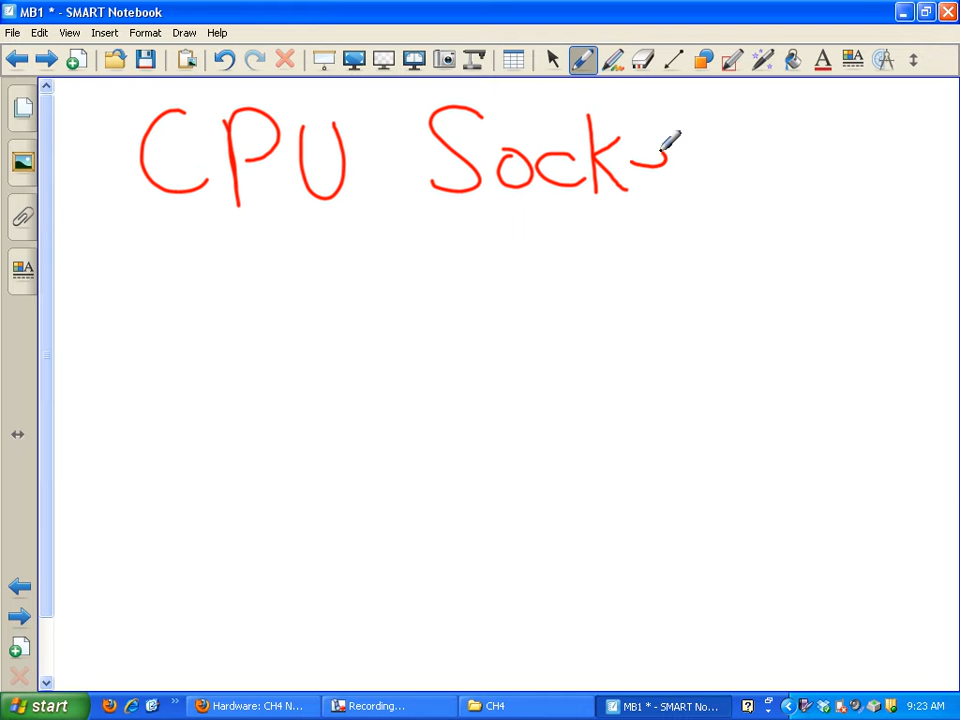 MB1 * - SMART Notebook
File Edit View Insert Format Draw Help
CPU Sock
start Hardware: CH4 N... Recording... CH4 MB1 * - SMART No... 9:23 AM